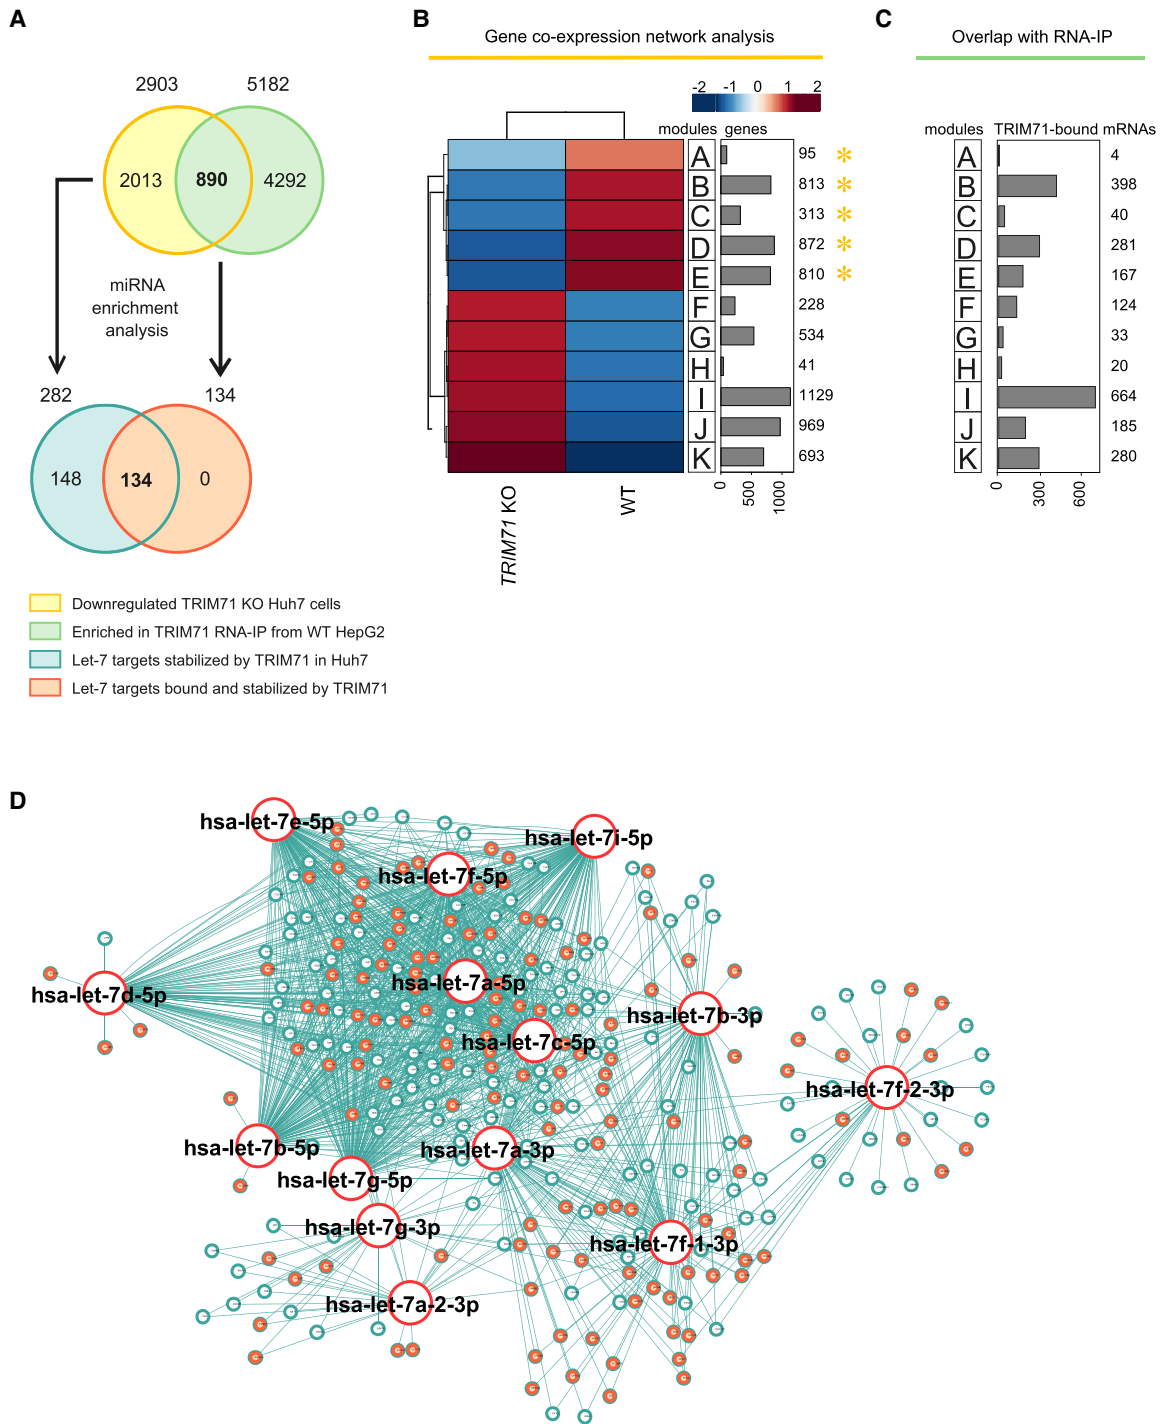 A
2903
5182
2013
890
4292
miRNA
enrichment
analysis
282
134
148
134
0
Downregulated TRIM71 KO Huh7 cells
Enriched in TRIM71 RNA-IP from WT HepG2
Let-7 targets stabilized by TRIM71 in Huh7
Let-7 targets bound and stabilized by TRIM71
B
Gene co-expression network analysis
-2 -1 0 1 2
modules genes
A 95 *
B 813 *
C 313 *
D 872 *
E 810 *
F 228
G 534
H 41
I 1129
J 969
K 693
0 500 1000
TRIM71 KO
WT
C
Overlap with RNA-IP
modules TRIM71-bound mRNAs
A 4
B 398
C 40
D 281
E 167
F 124
G 33
H 20
I 664
J 185
K 280
0 300 600
D
hsa-let-7e-5p
hsa-let-7i-5p
hsa-let-7f-5p
hsa-let-7a-5p
hsa-let-7d-5p
hsa-let-7b-3p
hsa-let-7c-5p
hsa-let-7f-2-3p
hsa-let-7b-5p
hsa-let-7a-3p
hsa-let-7g-5p
hsa-let-7g-3p
hsa-let-7f-1-3p
hsa-let-7a-2-3p